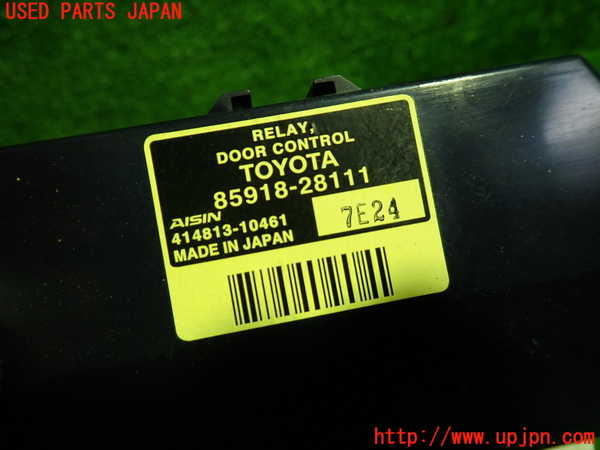 USED PARTS JAPAN
RELAY,
DOOR CONTROL
TOYOTA
85918-28111
AISIN
414813-10461
MADE IN JAPAN
7E24
http://www.upjpn.com/